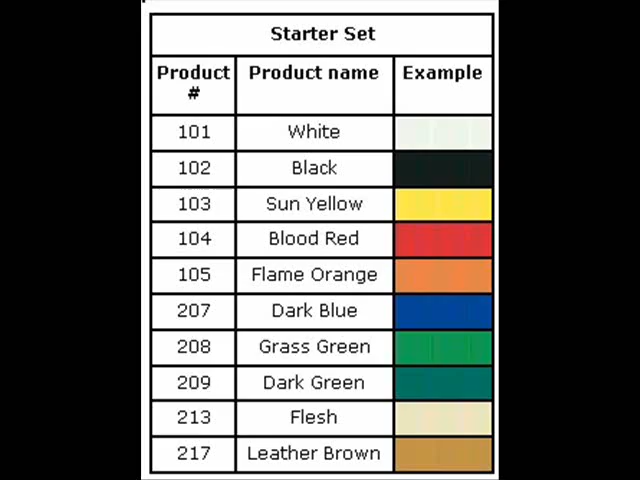 Starter Set
Product # Product name Example
101 White
102 Black
103 Sun Yellow
104 Blood Red
105 Flame Orange
207 Dark Blue
208 Grass Green
209 Dark Green
213 Flesh
217 Leather Brown